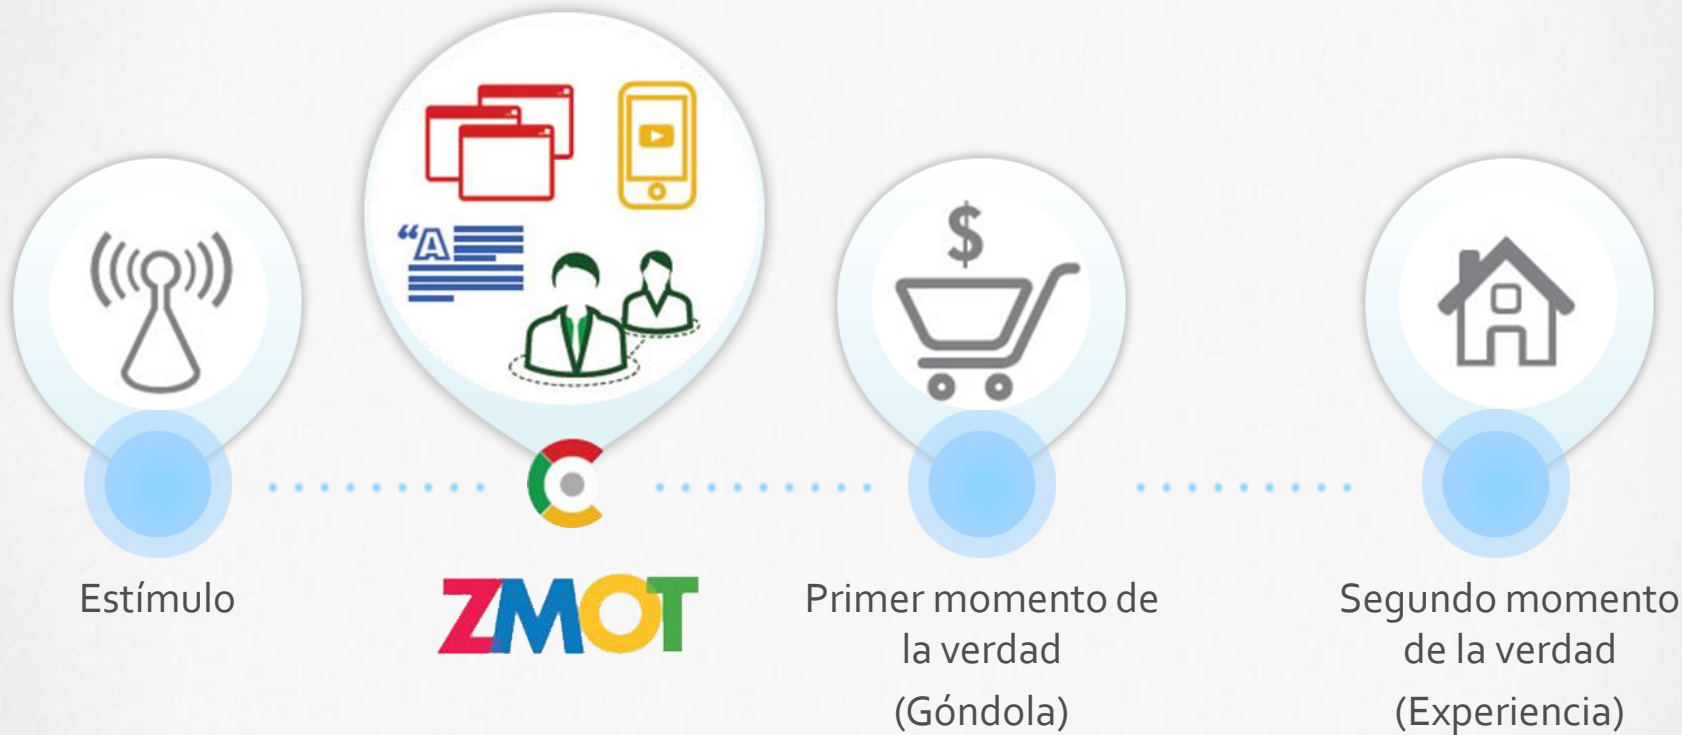 “A
$
Estímulo
ZMOT
Primer momento de
la verdad
(Góndola)
Segundo momento
de la verdad
(Experiencia)